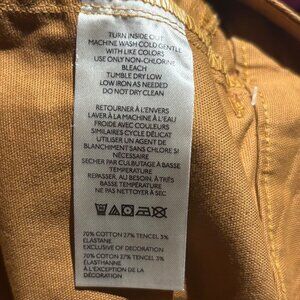 TURN INSIDE OUT
MACHINE WASH COLD GENTLE
WITH LIKE COLORS
USE ONLY NON-CHLORINE
BLEACH
TUMBLE DRY LOW
LOW IRON AS NEEDED
DO NOT DRY CLEAN
RETOURNER À L'ENVERS
LAVER À LA MACHINE À L'EAU
FROIDE AVEC COULEURS
SIMILAIRES CYCLE DÉLICAT
UTILISER UN AGENT DE
BLANCHIMENT SANS CHLORE SI
NÉCESSAIRE
SECHER PAR CULBUTAGE À BASSE
TEMPERATURE
REPASSER, AU BESOIN, À TRÈS
BASSE TEMPÉRATURE
NE PAS NETTOYER À SEC
70% COTTON 27% TENCEL 3%
ELASTANE
EXCLUSIVE OF DECORATION
70% COTON 27% TENCEL 3%
ÉLASTHANNE
À L'EXCEPTION DE LA
DÉCORATION